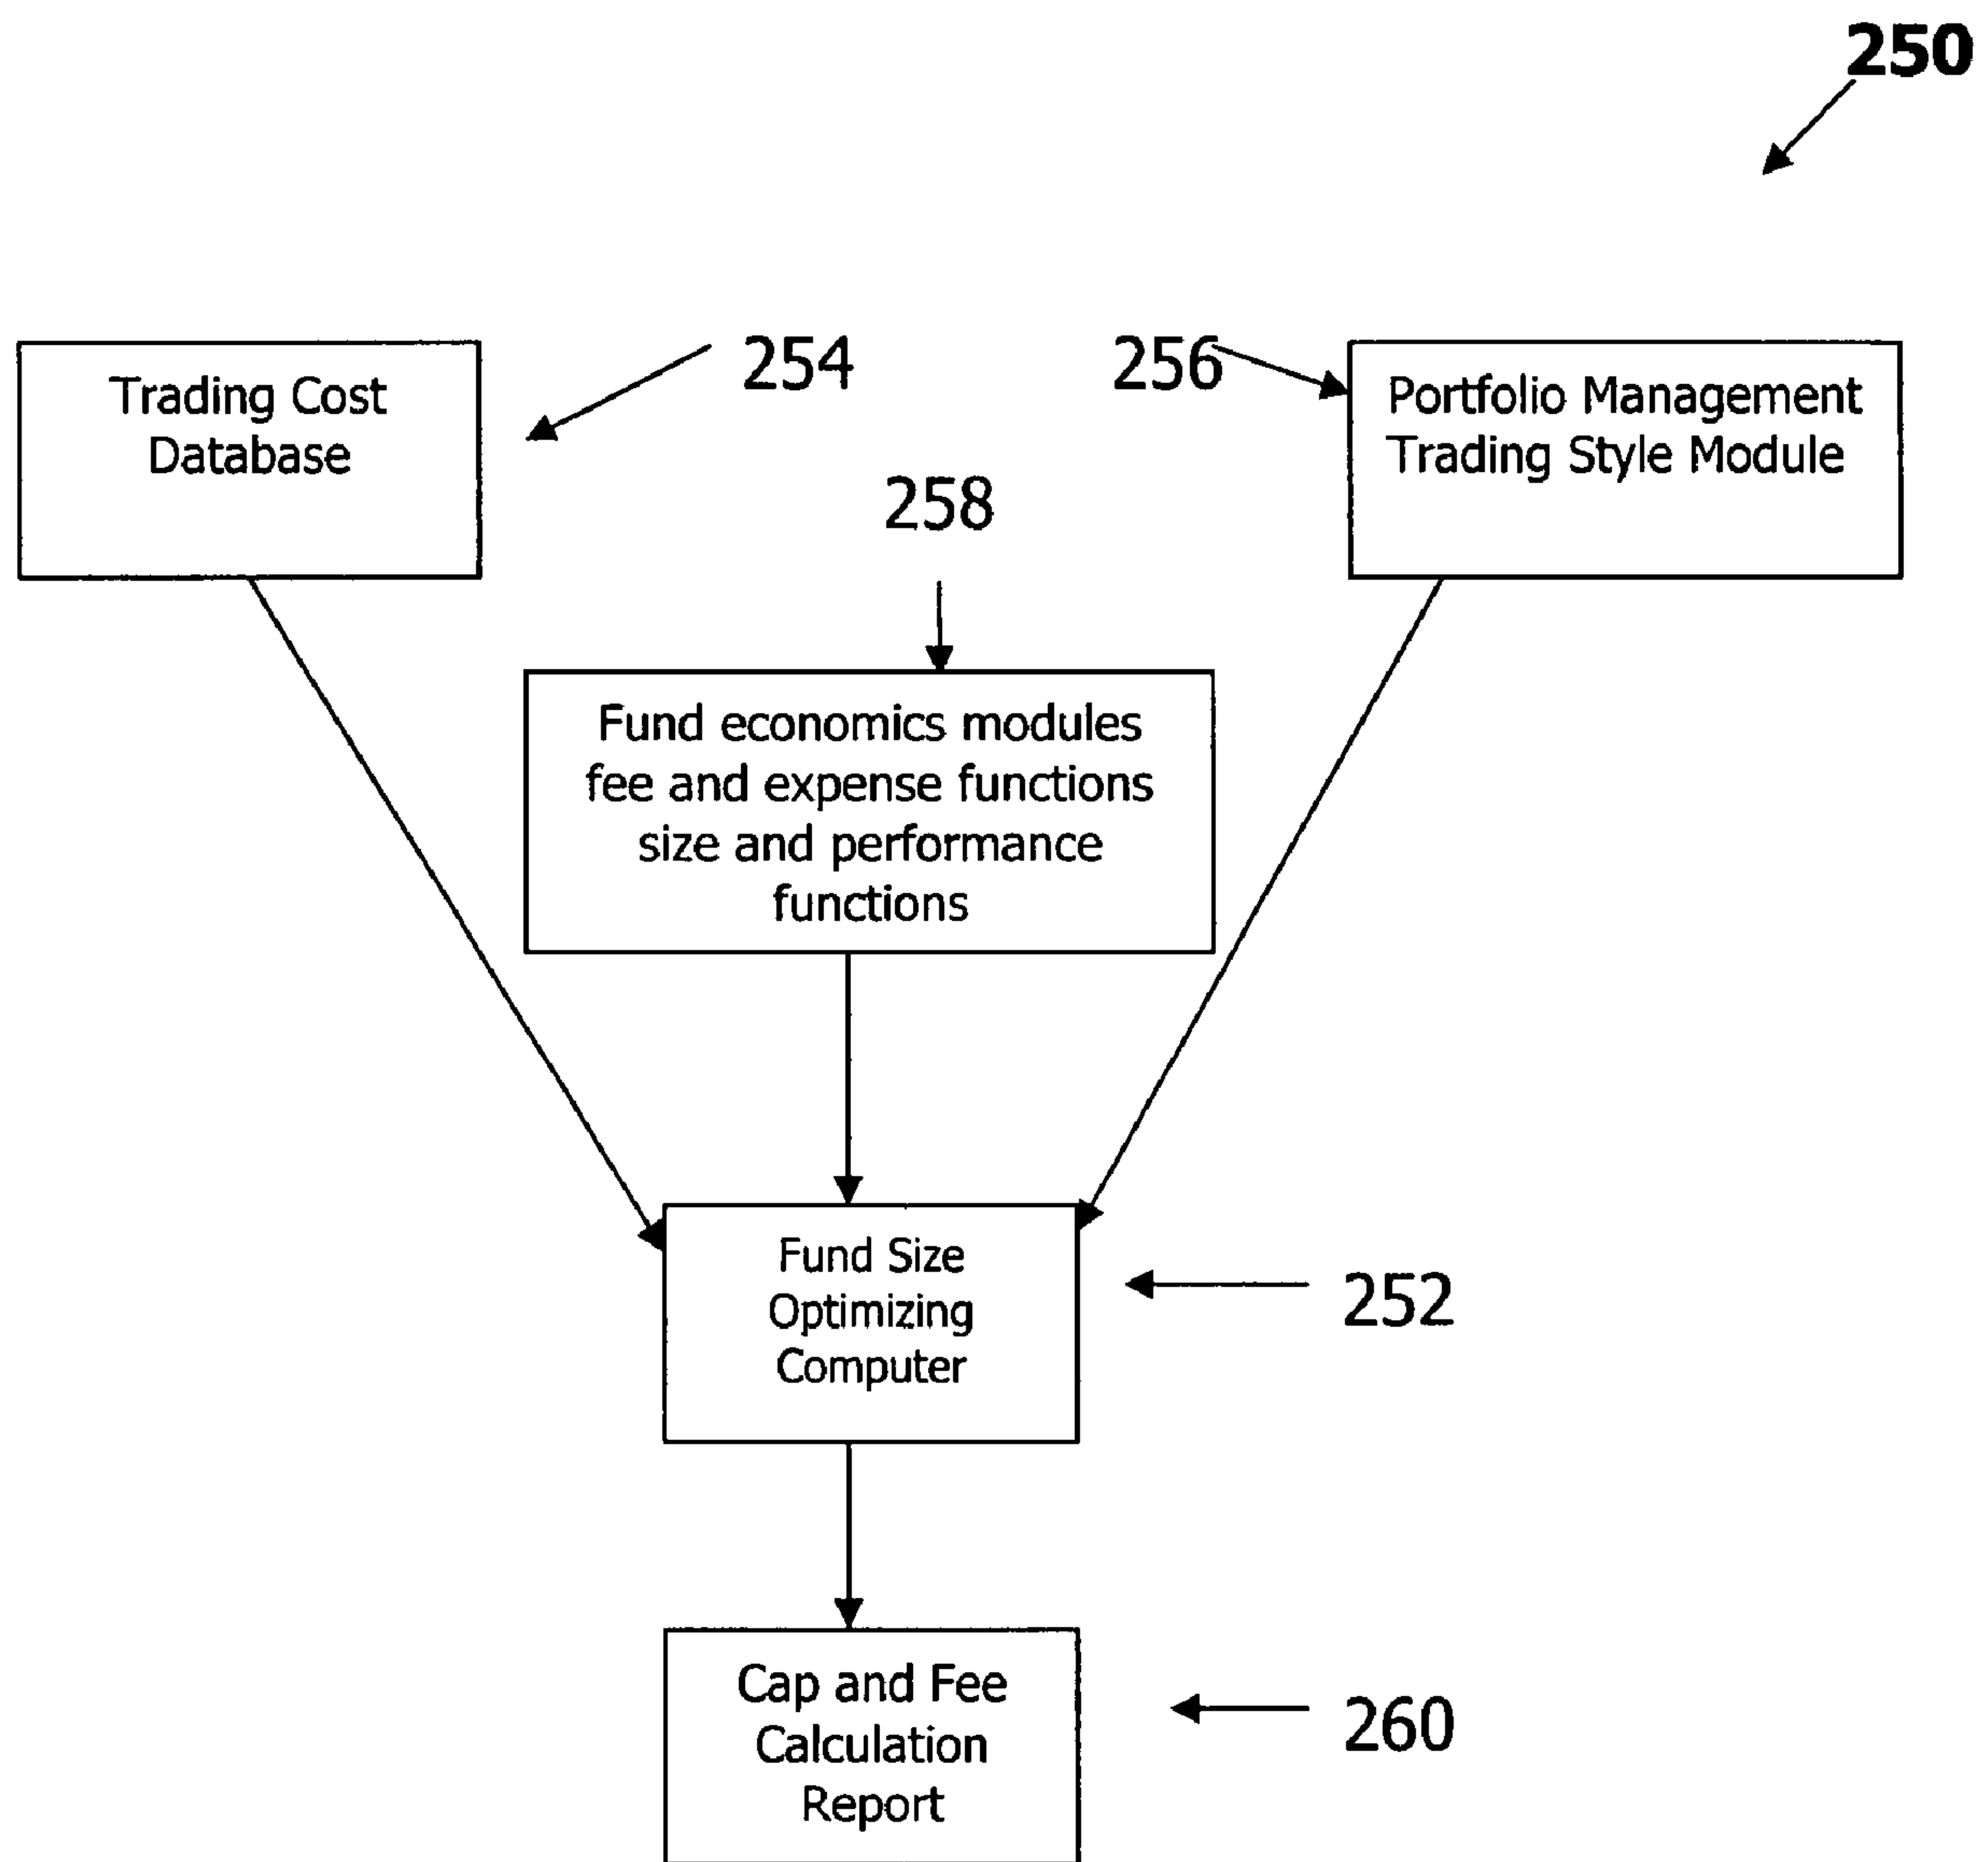 250
Trading Cost
Database
254
256
Portfolio Management
Trading Style Module
258
Fund economics modules
fee and expense functions
size and performance
functions
Fund Size
Optimizing
Computer
252
Cap and Fee
Calculation
Report
260